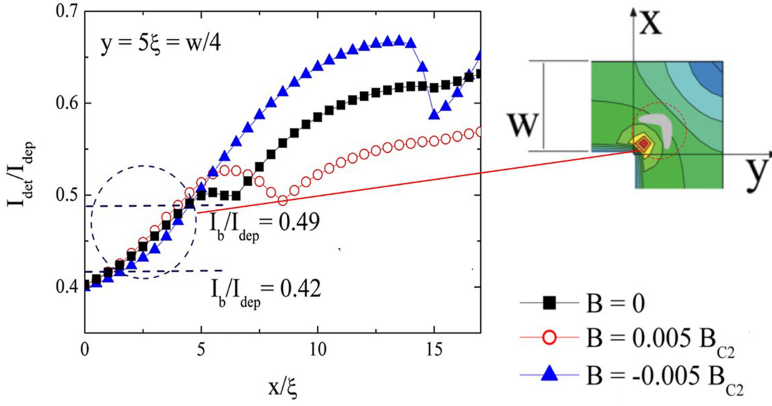 0.7
0.6
0.5
0.4
I_det/I_dep
y = 5ξ = w/4
I_b/I_dep = 0.49
I_b/I_dep = 0.42
0 5 10 15
x/ξ
x
w
y
B = 0
B = 0.005 B_C2
B = -0.005 B_C2